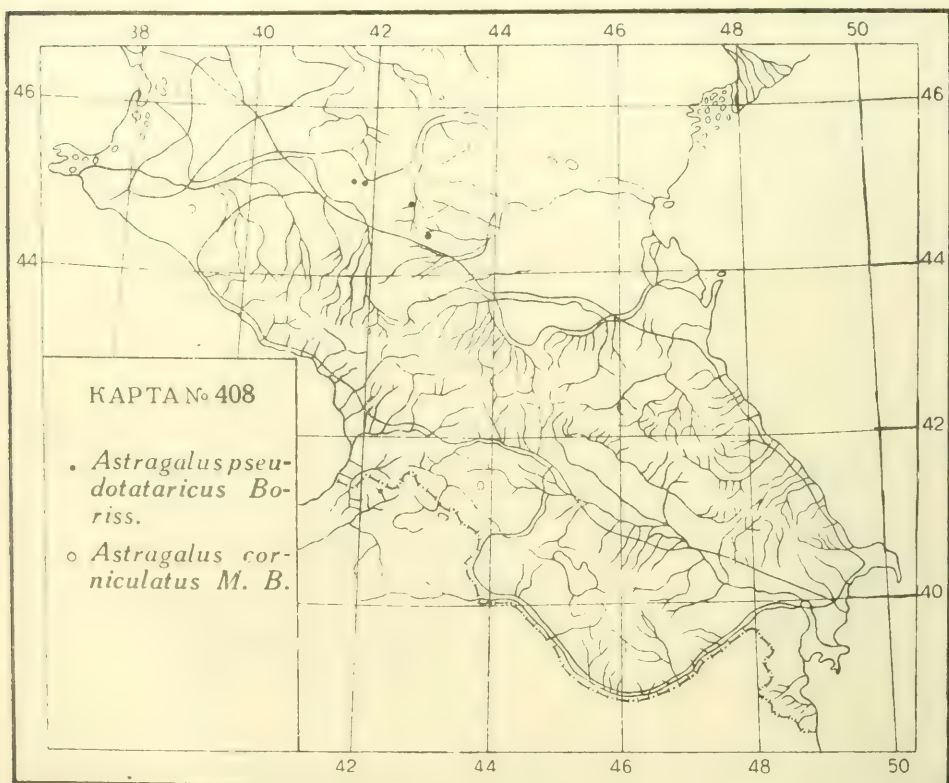 38 40 42 44 46 48 50
46 46
44 44
КАРТА № 408
42
• Astragalus pseu-
dotataricus Bo-
riss.
○ Astragalus cor-
niculatus M. B.
40
42 44 46 48 50